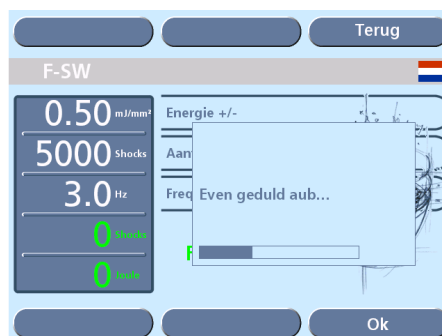 Terug
F-SW
0.50 mJ/mm²
5000 Shocks
3.0 Hz
0 Shocks
0 Joule
Energie +/-
Aan
Freq
Even geduld aub...
F
Ok